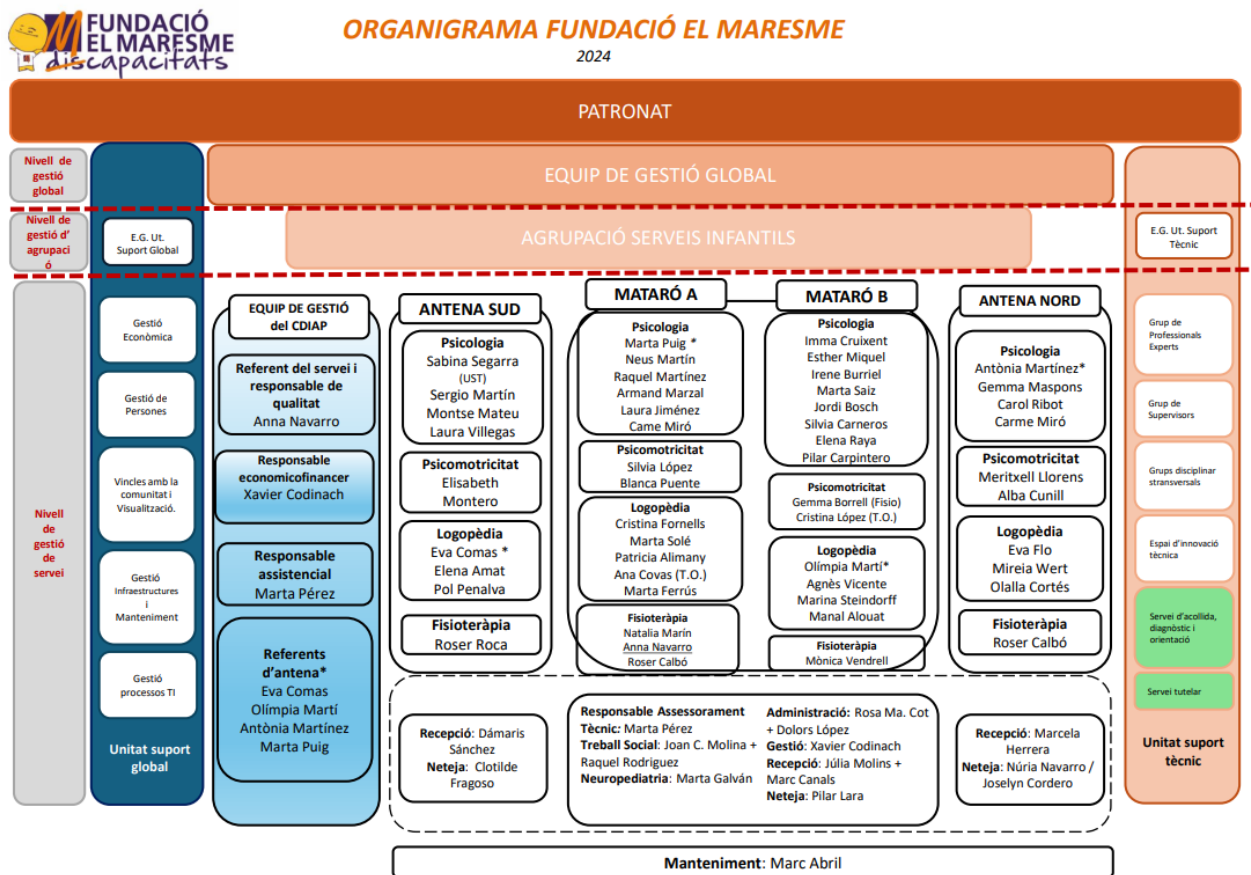 FUNDACIÓ
EL MARESME
discapacitats
ORGANIGRAMA FUNDACIÓ EL MARESME
2024
PATRONAT
Nivell de
gestió
global
EQUIP DE GESTIÓ GLOBAL
Nivell de
gestió d'
agrupaci
ó
E.G. Ut.
Suport Global
AGRUPACIÓ SERVEIS INFANTILS
E.G. Ut. Suport
Tècnic
Nivell
de
gestió
de
servei
Gestió
Econòmica
Gestió de
Persones
Vincles amb la
comunitat i
Visualització.
Gestió
Infraestructures
i
Manteniment
Gestió
processos TI
Unitat suport
global
EQUIP DE GESTIÓ
del CDIAP
Referent del servei i
responsable de
qualitat
Anna Navarro
Responsable
economicofinancer
Xavier Codinach
Responsable
assistencial
Marta Pérez
Referents
d'antena*
Eva Comas
Olímpia Martí
Antònia Martínez
Marta Puig
ANTENA SUD
Psicologia
Sabina Segarra
(UST)
Sergio Martín
Montse Mateu
Laura Villegas
Psicomotricitat
Elisabeth
Montero
Logopèdia
Eva Comas *
Elena Amat
Pol Penalva
Fisioteràpia
Roser Roca
MATARÓ A
Psicologia
Marta Puig *
Neus Martín
Raquel Martínez
Armand Marzal
Laura Jiménez
Came Miró
Psicomotricitat
Silvia López
Blanca Puente
Logopèdia
Cristina Fornells
Marta Solé
Patricia Alimany
Ana Covas (T.O.)
Marta Ferrús
Fisioteràpia
Natalia Marín
Anna Navarro
Roser Calbó
MATARÓ B
Psicologia
Imma Cruixent
Esther Miquel
Irene Burriel
Marta Saiz
Jordi Bosch
Silvia Carneros
Elena Raya
Pilar Carpintero
Psicomotricitat
Gemma Borrell (Fisio)
Cristina López (T.O.)
Logopèdia
Olímpia Martí*
Agnès Vicente
Marina Steindorff
Manal Alouat
Fisioteràpia
Mònica Vendrell
ANTENA NORD
Psicologia
Antònia Martínez*
Gemma Maspons
Carol Ribot
Carme Miró
Psicomotricitat
Meritxell Llorens
Alba Cunill
Logopèdia
Eva Flo
Mireia Wert
Olalla Cortés
Fisioteràpia
Roser Calbó
Grup de
Professionals
Experts
Grup de
Supervisors
Grups disciplinar
stransversals
Espai d'innovació
tècnica
Servei d'acollida,
diagnòstic i
orientació
Servei tutelar
Unitat suport
tècnic
Recepció: Dámaris
Sánchez
Neteja: Clotilde
Fragoso
Responsable Assessorament
Tècnic: Marta Pérez
Treball Social: Joan C. Molina +
Raquel Rodriguez
Neuropediatria: Marta Galván
Administració: Rosa Ma. Cot
+ Dolors López
Gestió: Xavier Codinach
Recepció: Júlia Molins +
Marc Canals
Neteja: Pilar Lara
Recepció: Marcela
Herrera
Neteja: Núria Navarro /
Joselyn Cordero
Manteniment: Marc Abril